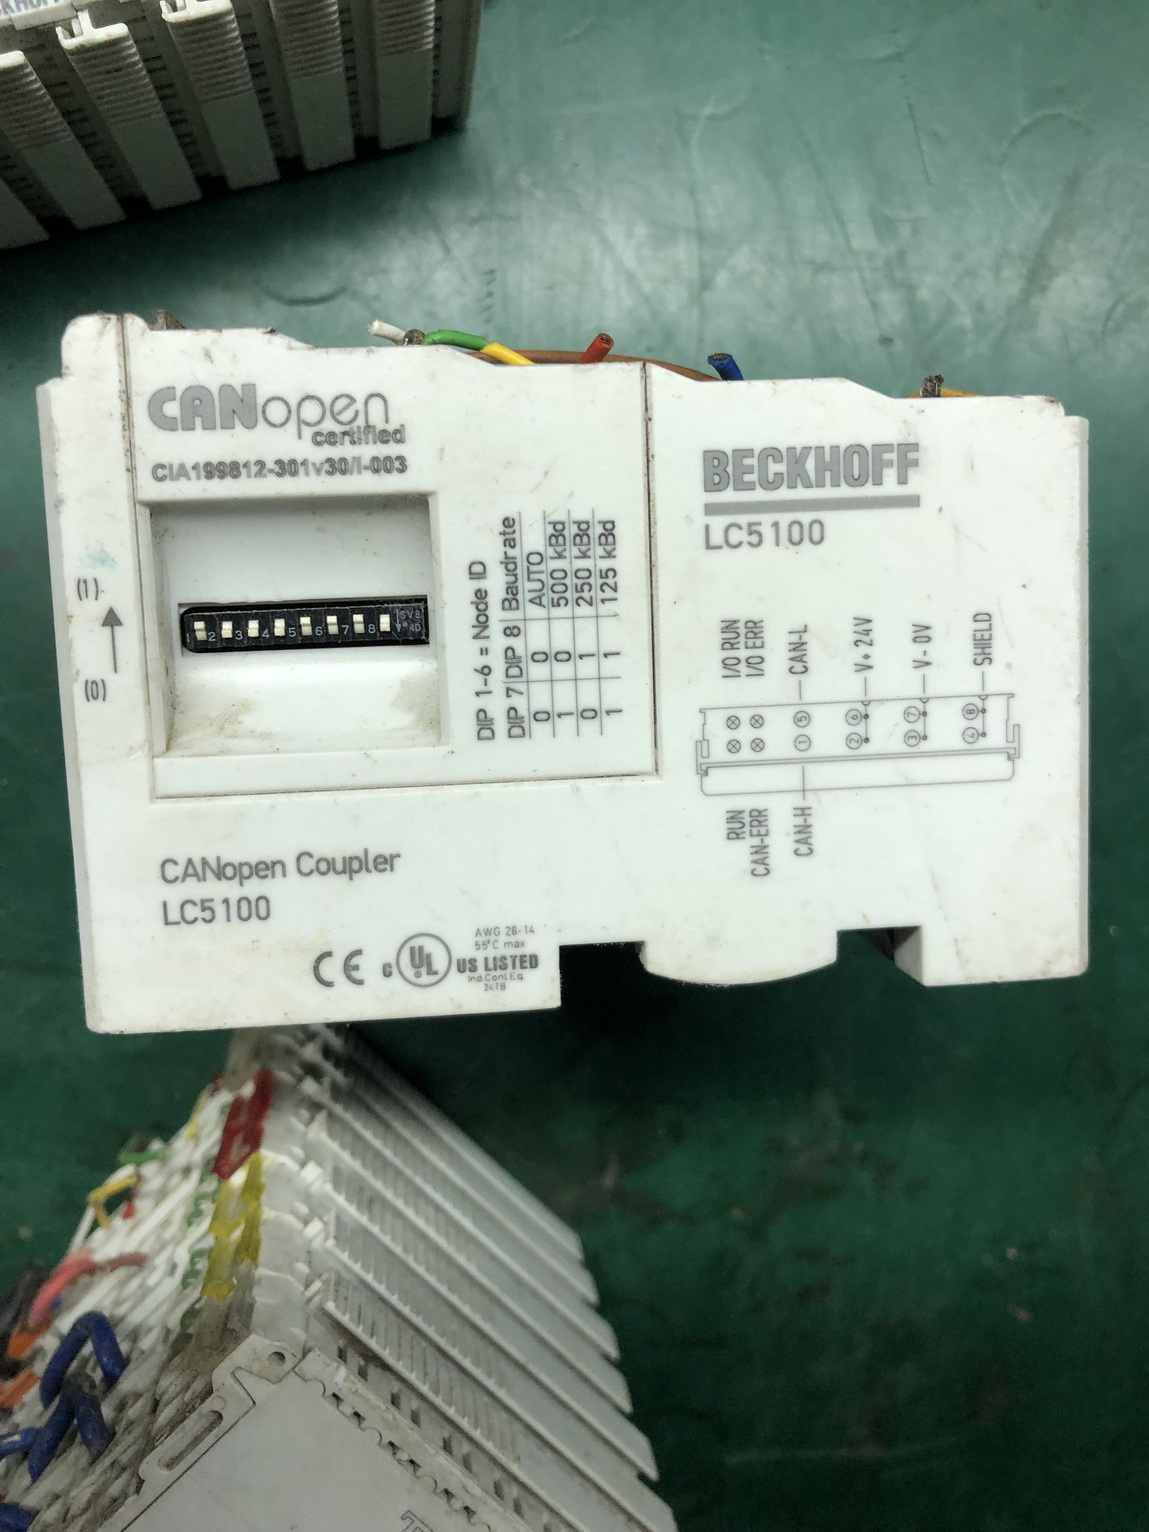 CANopen
certified
CIA199812-301v30/I-003
(1)
(0)
1 2 3 4 5 6 7 8
DIP 1-6 = Node ID
DIP 7 DIP 8 Baudrate
0 0 AUTO
1 0 500 kBd
0 1 250 kBd
1 1 125 kBd
BECKHOFF
LC5100
I/O RUN
I/O ERR
CAN-L
V+ 24V
V- 0V
SHIELD
5 6 7 8
1 2 3 4
RUN
CAN-ERR
CAN-H
CANopen Coupler
LC5100
CE
c UL US LISTED
AWG 28-14
55°C max
Ind.Cont.Eq.
24TB